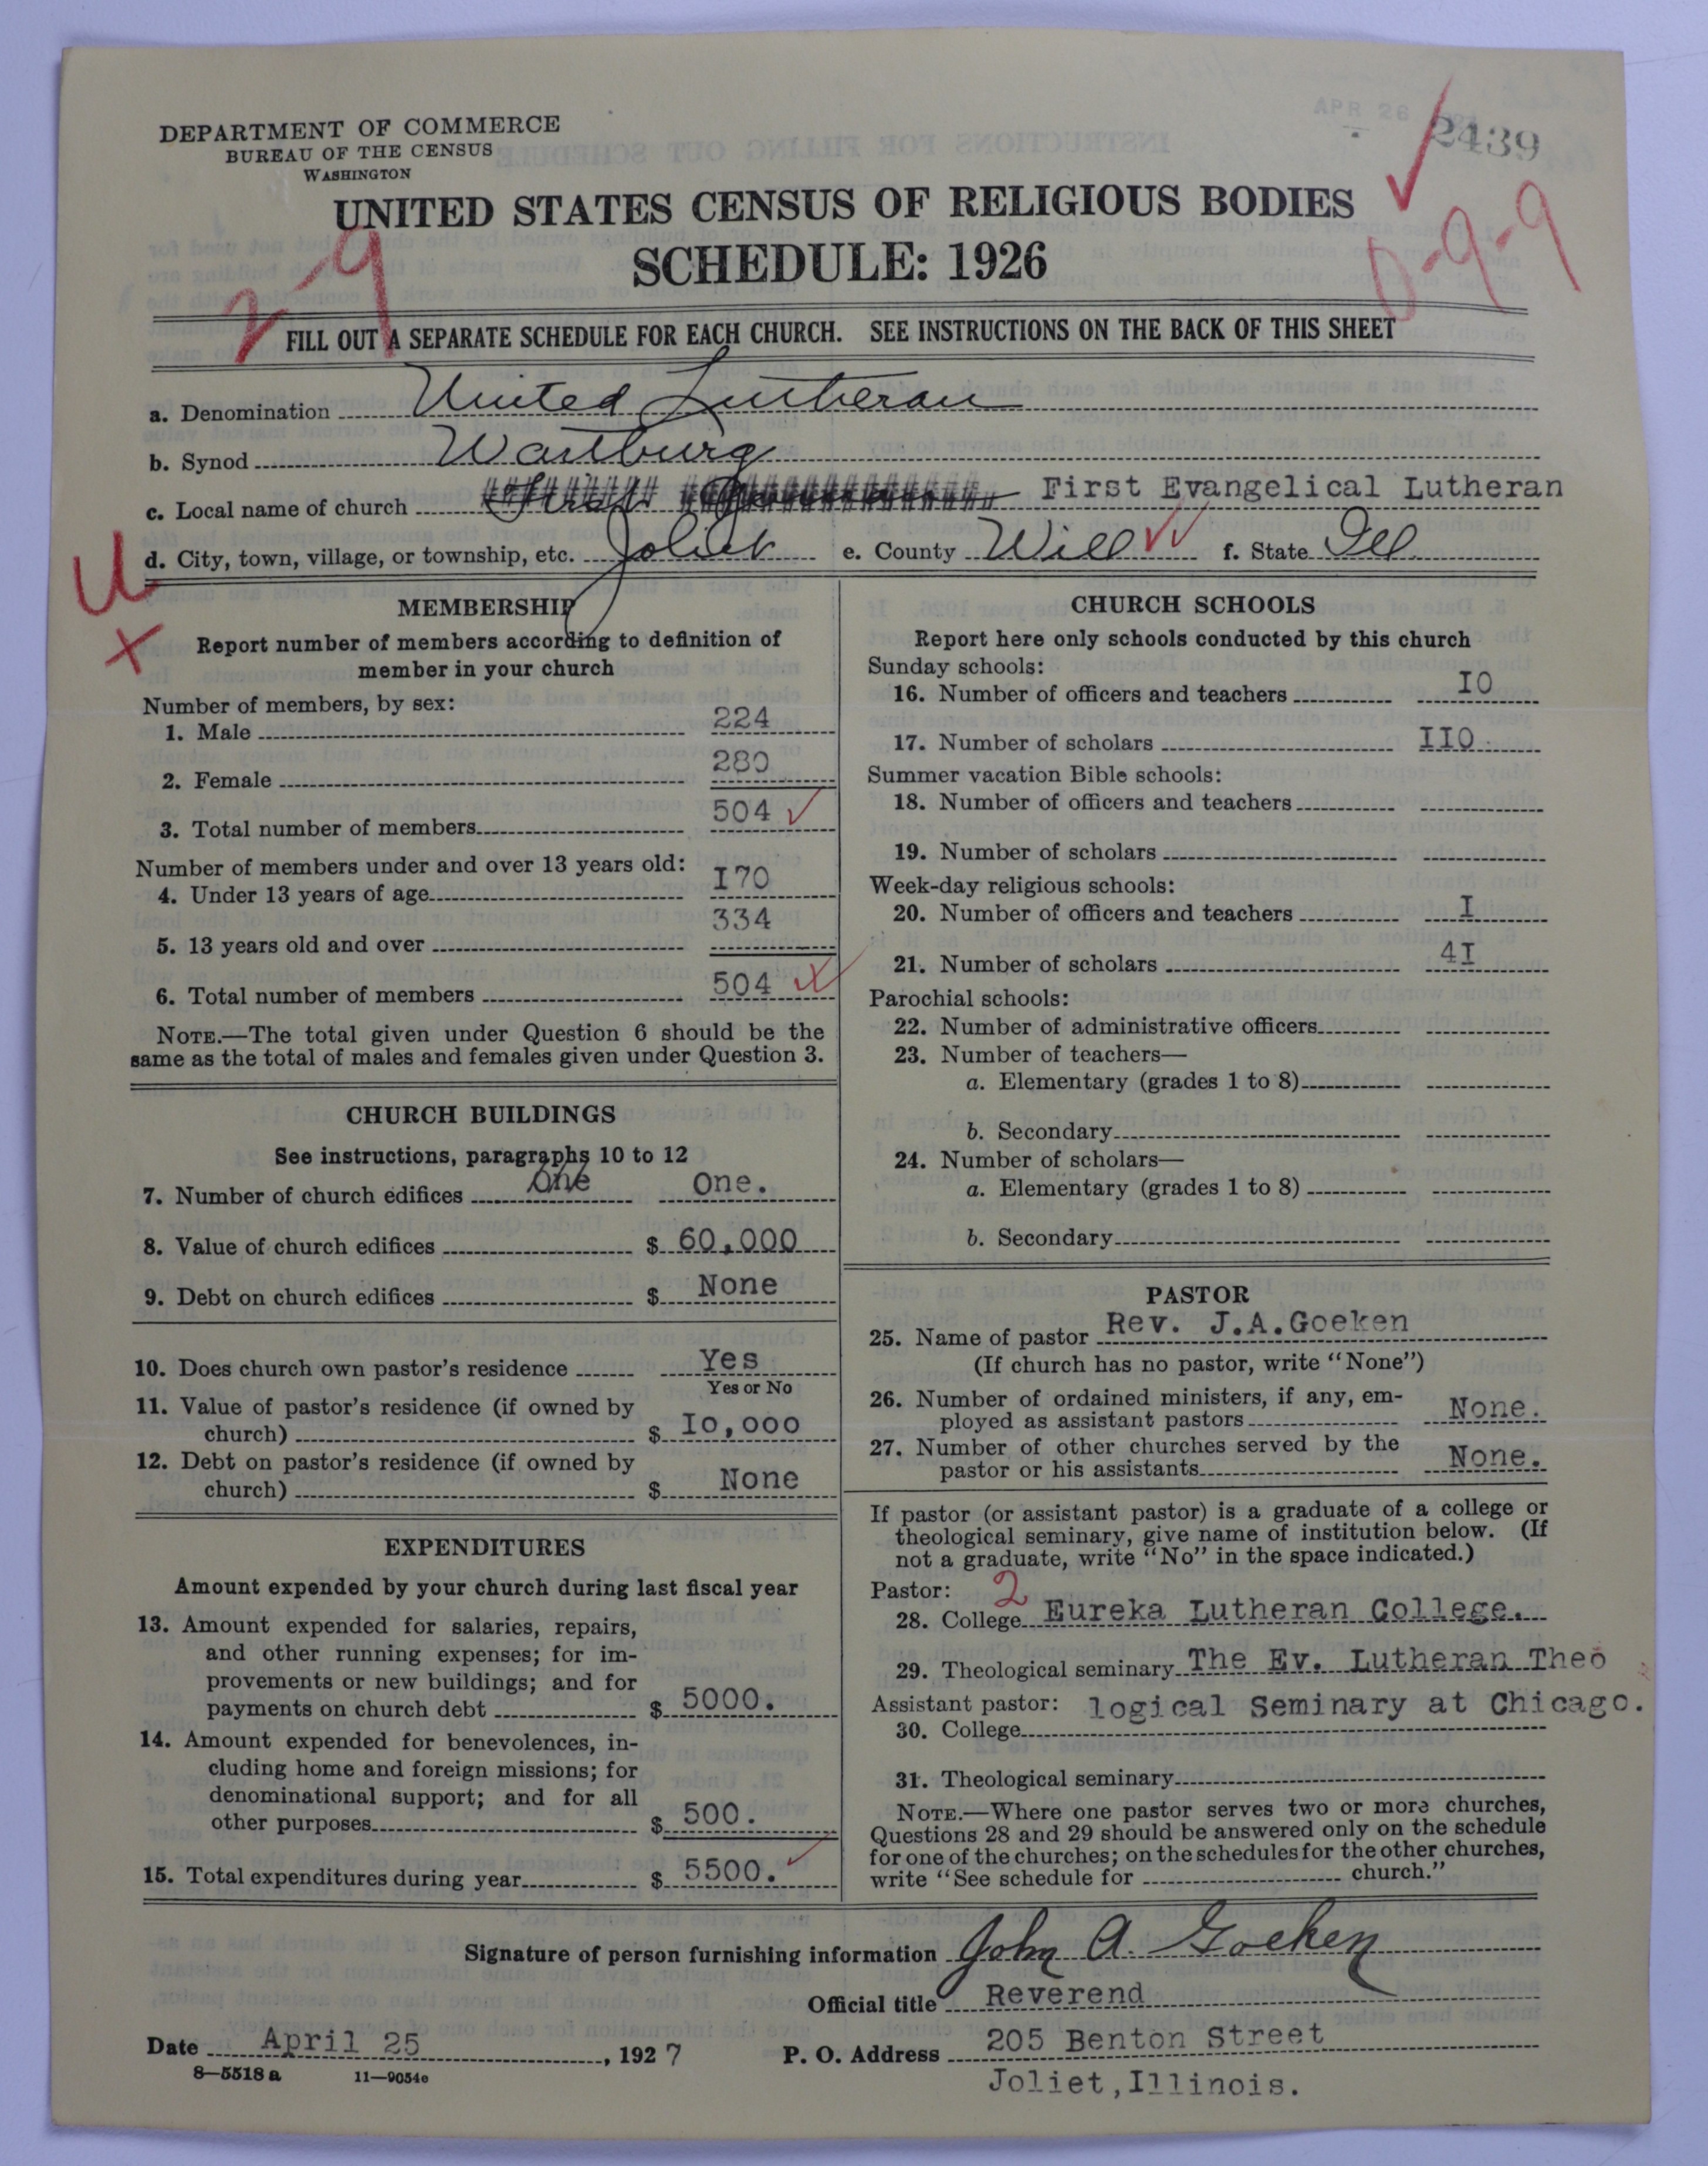 DEPARTMENT OF COMMERCE
BUREAU OF THE CENSUS
WASHINGTON
APR 26
2439
UNITED STATES CENSUS OF RELIGIOUS BODIES
SCHEDULE: 1926
2-9
0-9-9
FILL OUT A SEPARATE SCHEDULE FOR EACH CHURCH. SEE INSTRUCTIONS ON THE BACK OF THIS SHEET
a. Denomination United Lutheran
b. Synod Wartburg
c. Local name of church First Evangelical Lutheran
d. City, town, village, or township, etc. Joliet e. County Will f. State Ill.
U
X
MEMBERSHIP
Report number of members according to definition of
member in your church
Number of members, by sex:
1. Male 224
2. Female 280
3. Total number of members 504
Number of members under and over 13 years old:
4. Under 13 years of age I70
5. 13 years old and over 334
6. Total number of members 504
NOTE.—The total given under Question 6 should be the
same as the total of males and females given under Question 3.
CHURCH BUILDINGS
See instructions, paragraphs 10 to 12
7. Number of church edifices One One.
8. Value of church edifices $ 60,000
9. Debt on church edifices $ None
10. Does church own pastor's residence Yes
Yes or No
11. Value of pastor's residence (if owned by
church) $ I0,000
12. Debt on pastor's residence (if owned by
church) $ None
EXPENDITURES
Amount expended by your church during last fiscal year
13. Amount expended for salaries, repairs,
and other running expenses; for im-
provements or new buildings; and for
payments on church debt $ 5000.
14. Amount expended for benevolences, in-
cluding home and foreign missions; for
denominational support; and for all
other purposes $ 500.
15. Total expenditures during year $ 5500.
CHURCH SCHOOLS
Report here only schools conducted by this church
Sunday schools:
16. Number of officers and teachers I0
17. Number of scholars II0
Summer vacation Bible schools:
18. Number of officers and teachers
19. Number of scholars
Week-day religious schools:
20. Number of officers and teachers I
21. Number of scholars 4I
Parochial schools:
22. Number of administrative officers
23. Number of teachers—
a. Elementary (grades 1 to 8)
b. Secondary
24. Number of scholars—
a. Elementary (grades 1 to 8)
b. Secondary
PASTOR
25. Name of pastor Rev. J.A.Goeken
(If church has no pastor, write "None")
26. Number of ordained ministers, if any, em-
ployed as assistant pastors None.
27. Number of other churches served by the
pastor or his assistants None.
If pastor (or assistant pastor) is a graduate of a college or
theological seminary, give name of institution below. (If
not a graduate, write "No" in the space indicated.)
Pastor: 2
28. College Eureka Lutheran College.
29. Theological seminary The Ev. Lutheran Theo
Assistant pastor: logical Seminary at Chicago.
30. College
31. Theological seminary
NOTE.—Where one pastor serves two or more churches,
Questions 28 and 29 should be answered only on the schedule
for one of the churches; on the schedules for the other churches,
write "See schedule for church."
Signature of person furnishing information John A. Goeken
Official title Reverend
Date April 25, 1927 P. O. Address 205 Benton Street
8—5518 a 11—9054c Joliet,Illinois.